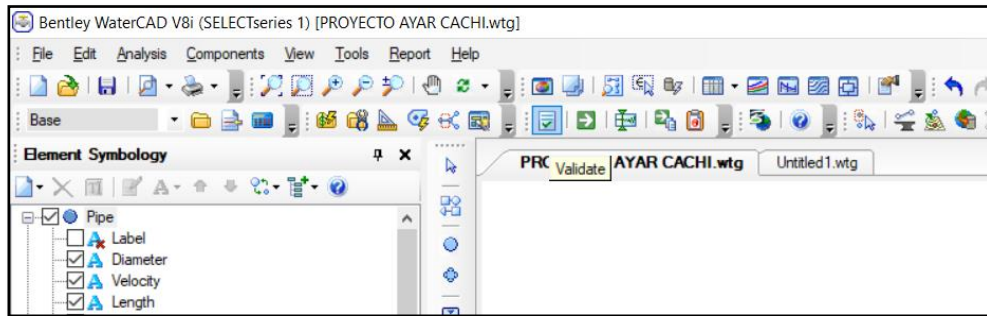 Bentley WaterCAD V8i (SELECTseries 1) [PROYECTO AYAR CACHI.wtg]
File Edit Analysis Components View Tools Report Help
Base
Element Symbology
PRO Validate AYAR CACHI.wtg Untitled1.wtg
Pipe
Label
Diameter
Velocity
Length